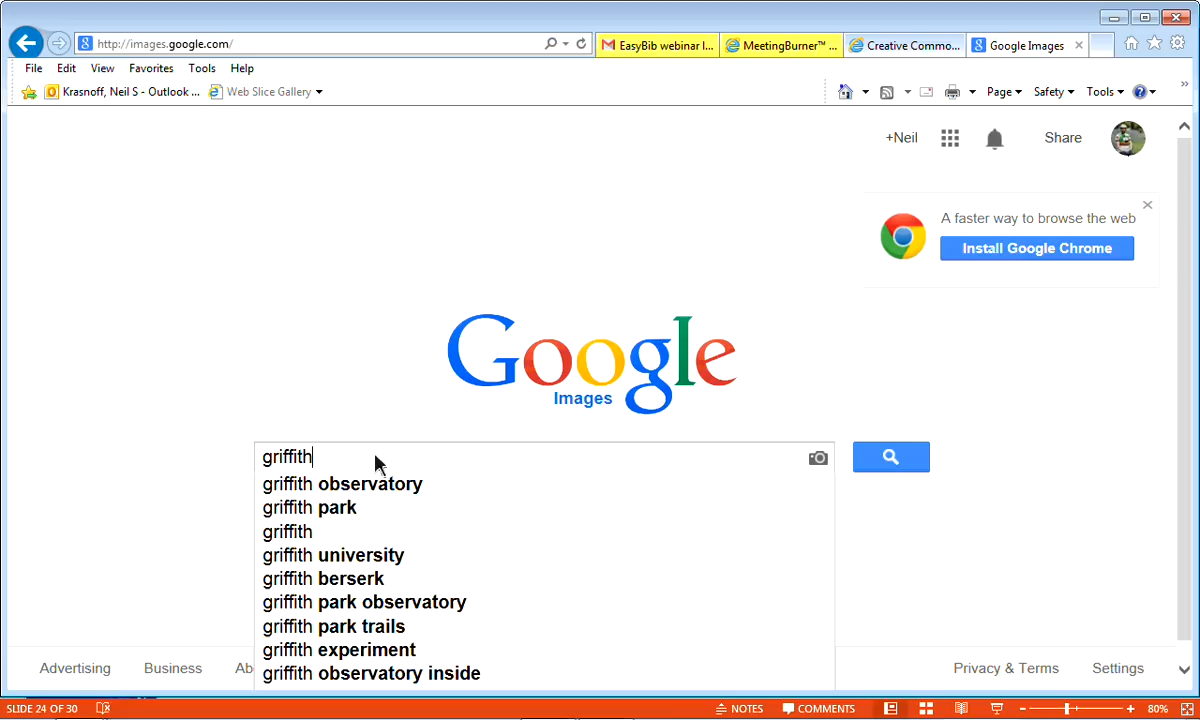 http://images.google.com/
EasyBib webinar I...
MeetingBurner™ ...
Creative Commo...
Google Images
File Edit View Favorites Tools Help
Krasnoff, Neil S - Outlook ...
Web Slice Gallery
Page Safety Tools
+Neil
Share
A faster way to browse the web
Install Google Chrome
Google
Images
griffith
griffith observatory
griffith park
griffith
griffith university
griffith berserk
griffith park observatory
griffith park trails
griffith experiment
griffith observatory inside
Advertising Business Ab
Privacy & Terms Settings
SLIDE 24 OF 30
NOTES
COMMENTS
80%